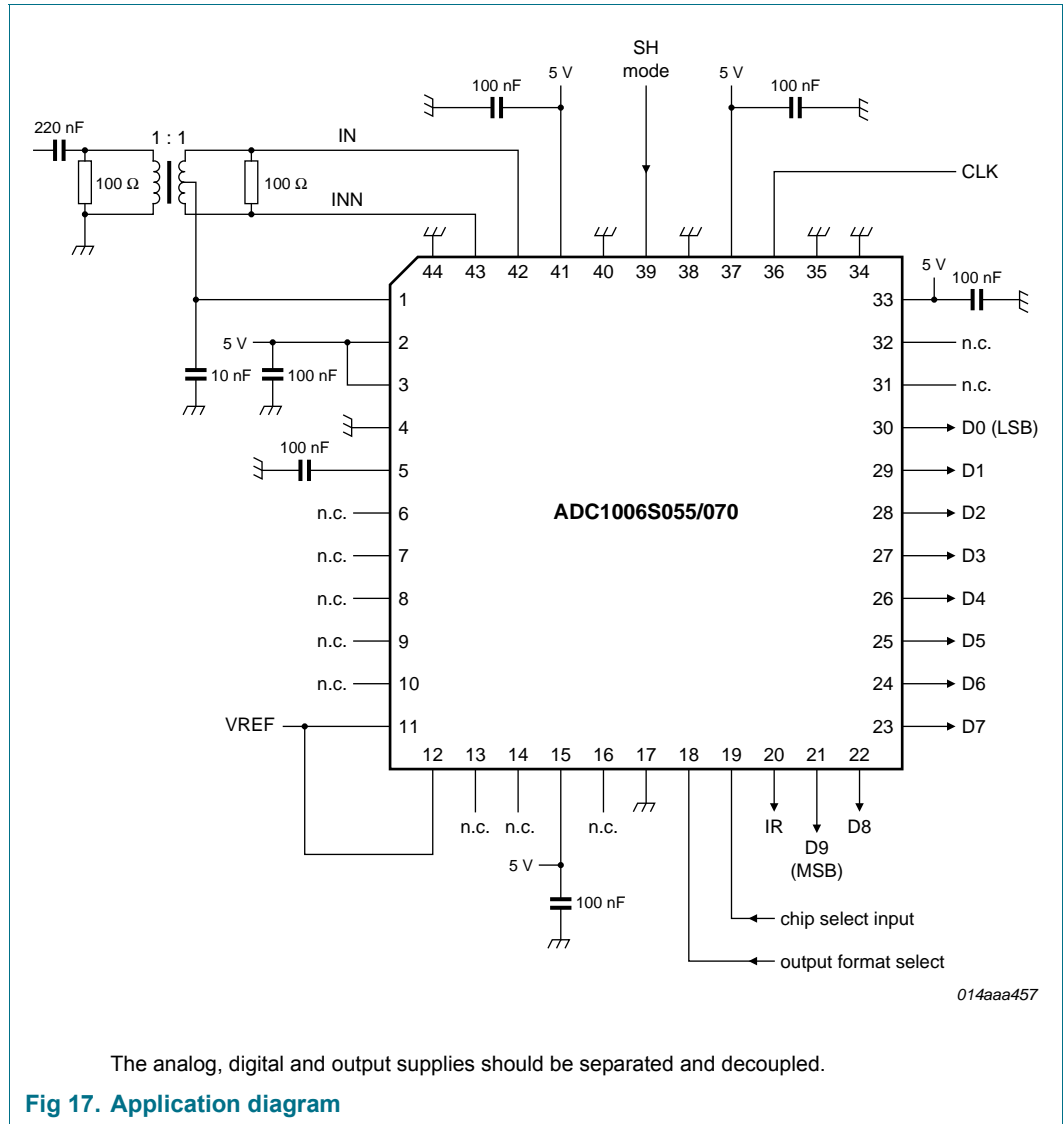 SH
mode
5 V
5 V
100 nF
100 nF
220 nF
1 : 1
IN
100 Ω
100 Ω
INN
CLK
44
43
42
41
40
39
38
37
36
35
34
5 V
100 nF
1
33
5 V
2
32
n.c.
10 nF
100 nF
3
31
n.c.
4
30
D0 (LSB)
100 nF
5
29
D1
n.c.
6
ADC1006S055/070
28
D2
n.c.
7
27
D3
n.c.
8
26
D4
n.c.
9
25
D5
n.c.
10
24
D6
VREF
11
23
D7
12
13
14
15
16
17
18
19
20
21
22
n.c.
n.c.
n.c.
IR
D9
(MSB)
D8
5 V
100 nF
chip select input
output format select
014aaa457
The analog, digital and output supplies should be separated and decoupled.
Fig 17. Application diagram